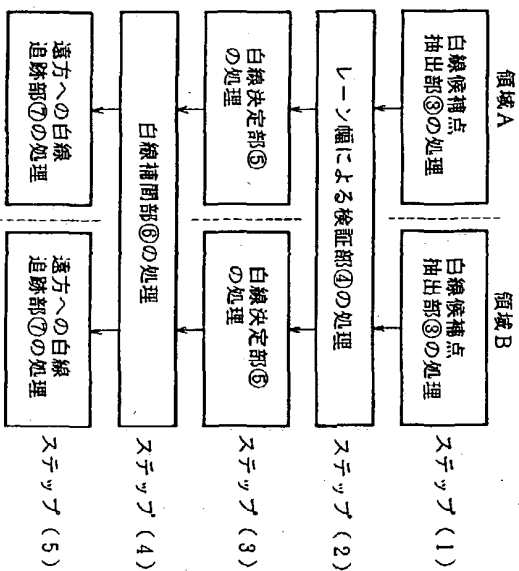 領域A
領域B
白線候補点
抽出部③の処理
白線候補点
抽出部③の処理
ステップ(1)
レーン幅による検証部④の処理
ステップ(2)
白線決定部⑤
の処理
白線決定部⑤
の処理
ステップ(3)
白線補間部⑥の処理
ステップ(4)
遠方への白線
追跡部⑦の処理
遠方への白線
追跡部⑦の処理
ステップ(5)